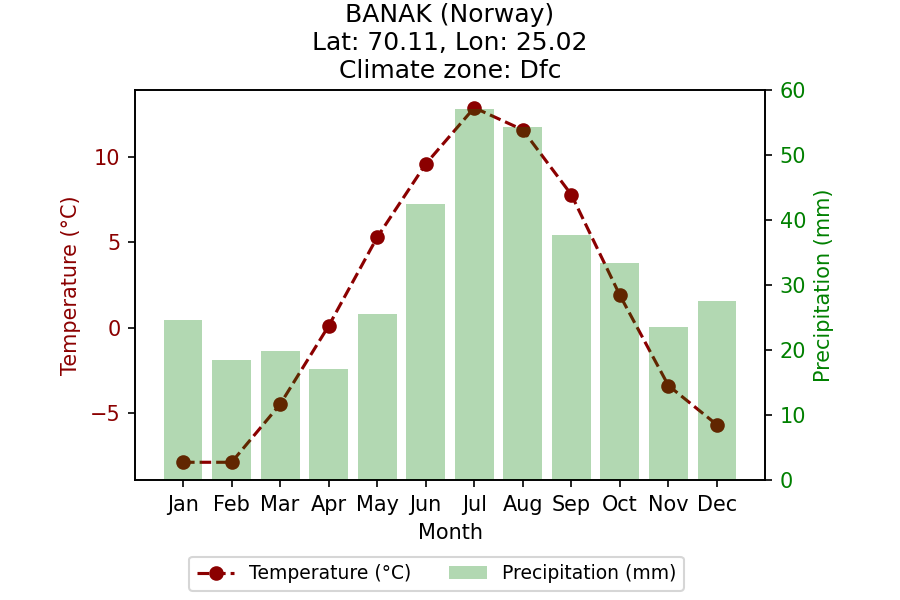 BANAK (Norway)
Lat: 70.11, Lon: 25.02
Climate zone: Dfc
Temperature (°C)
10
5
0
−5
60
50
40
30
20
10
0
Precipitation (mm)
Jan Feb Mar Apr May Jun Jul Aug Sep Oct Nov Dec
Month
Temperature (°C) Precipitation (mm)